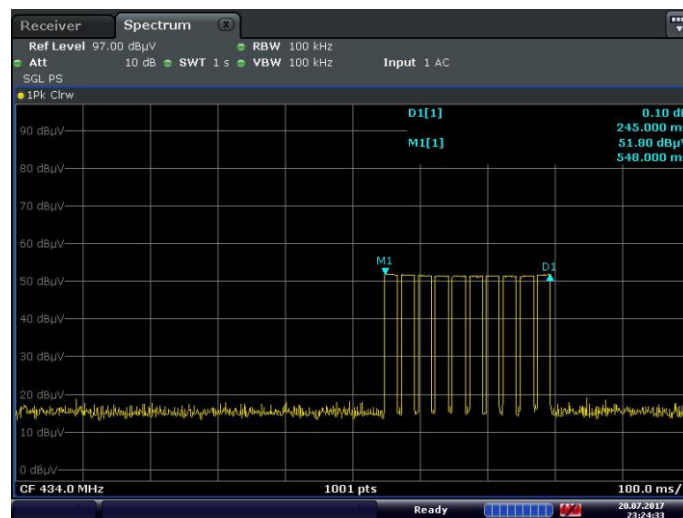 Receiver Spectrum X
Ref Level 97.00 dBµV RBW 100 kHz
Att 10 dB SWT 1 s VBW 100 kHz Input 1 AC
SGL PS
1Pk Clrw
D1[1] 0.10 d
245.000 m
M1[1] 51.80 dBµV
548.000 m
90 dBµV
80 dBµV
70 dBµV
60 dBµV
M1
D1
50 dBµV
40 dBµV
30 dBµV
20 dBµV
10 dBµV
0 dBµV
CF 434.0 MHz 1001 pts 100.0 ms/
Ready 20.07.2017
23:24:33